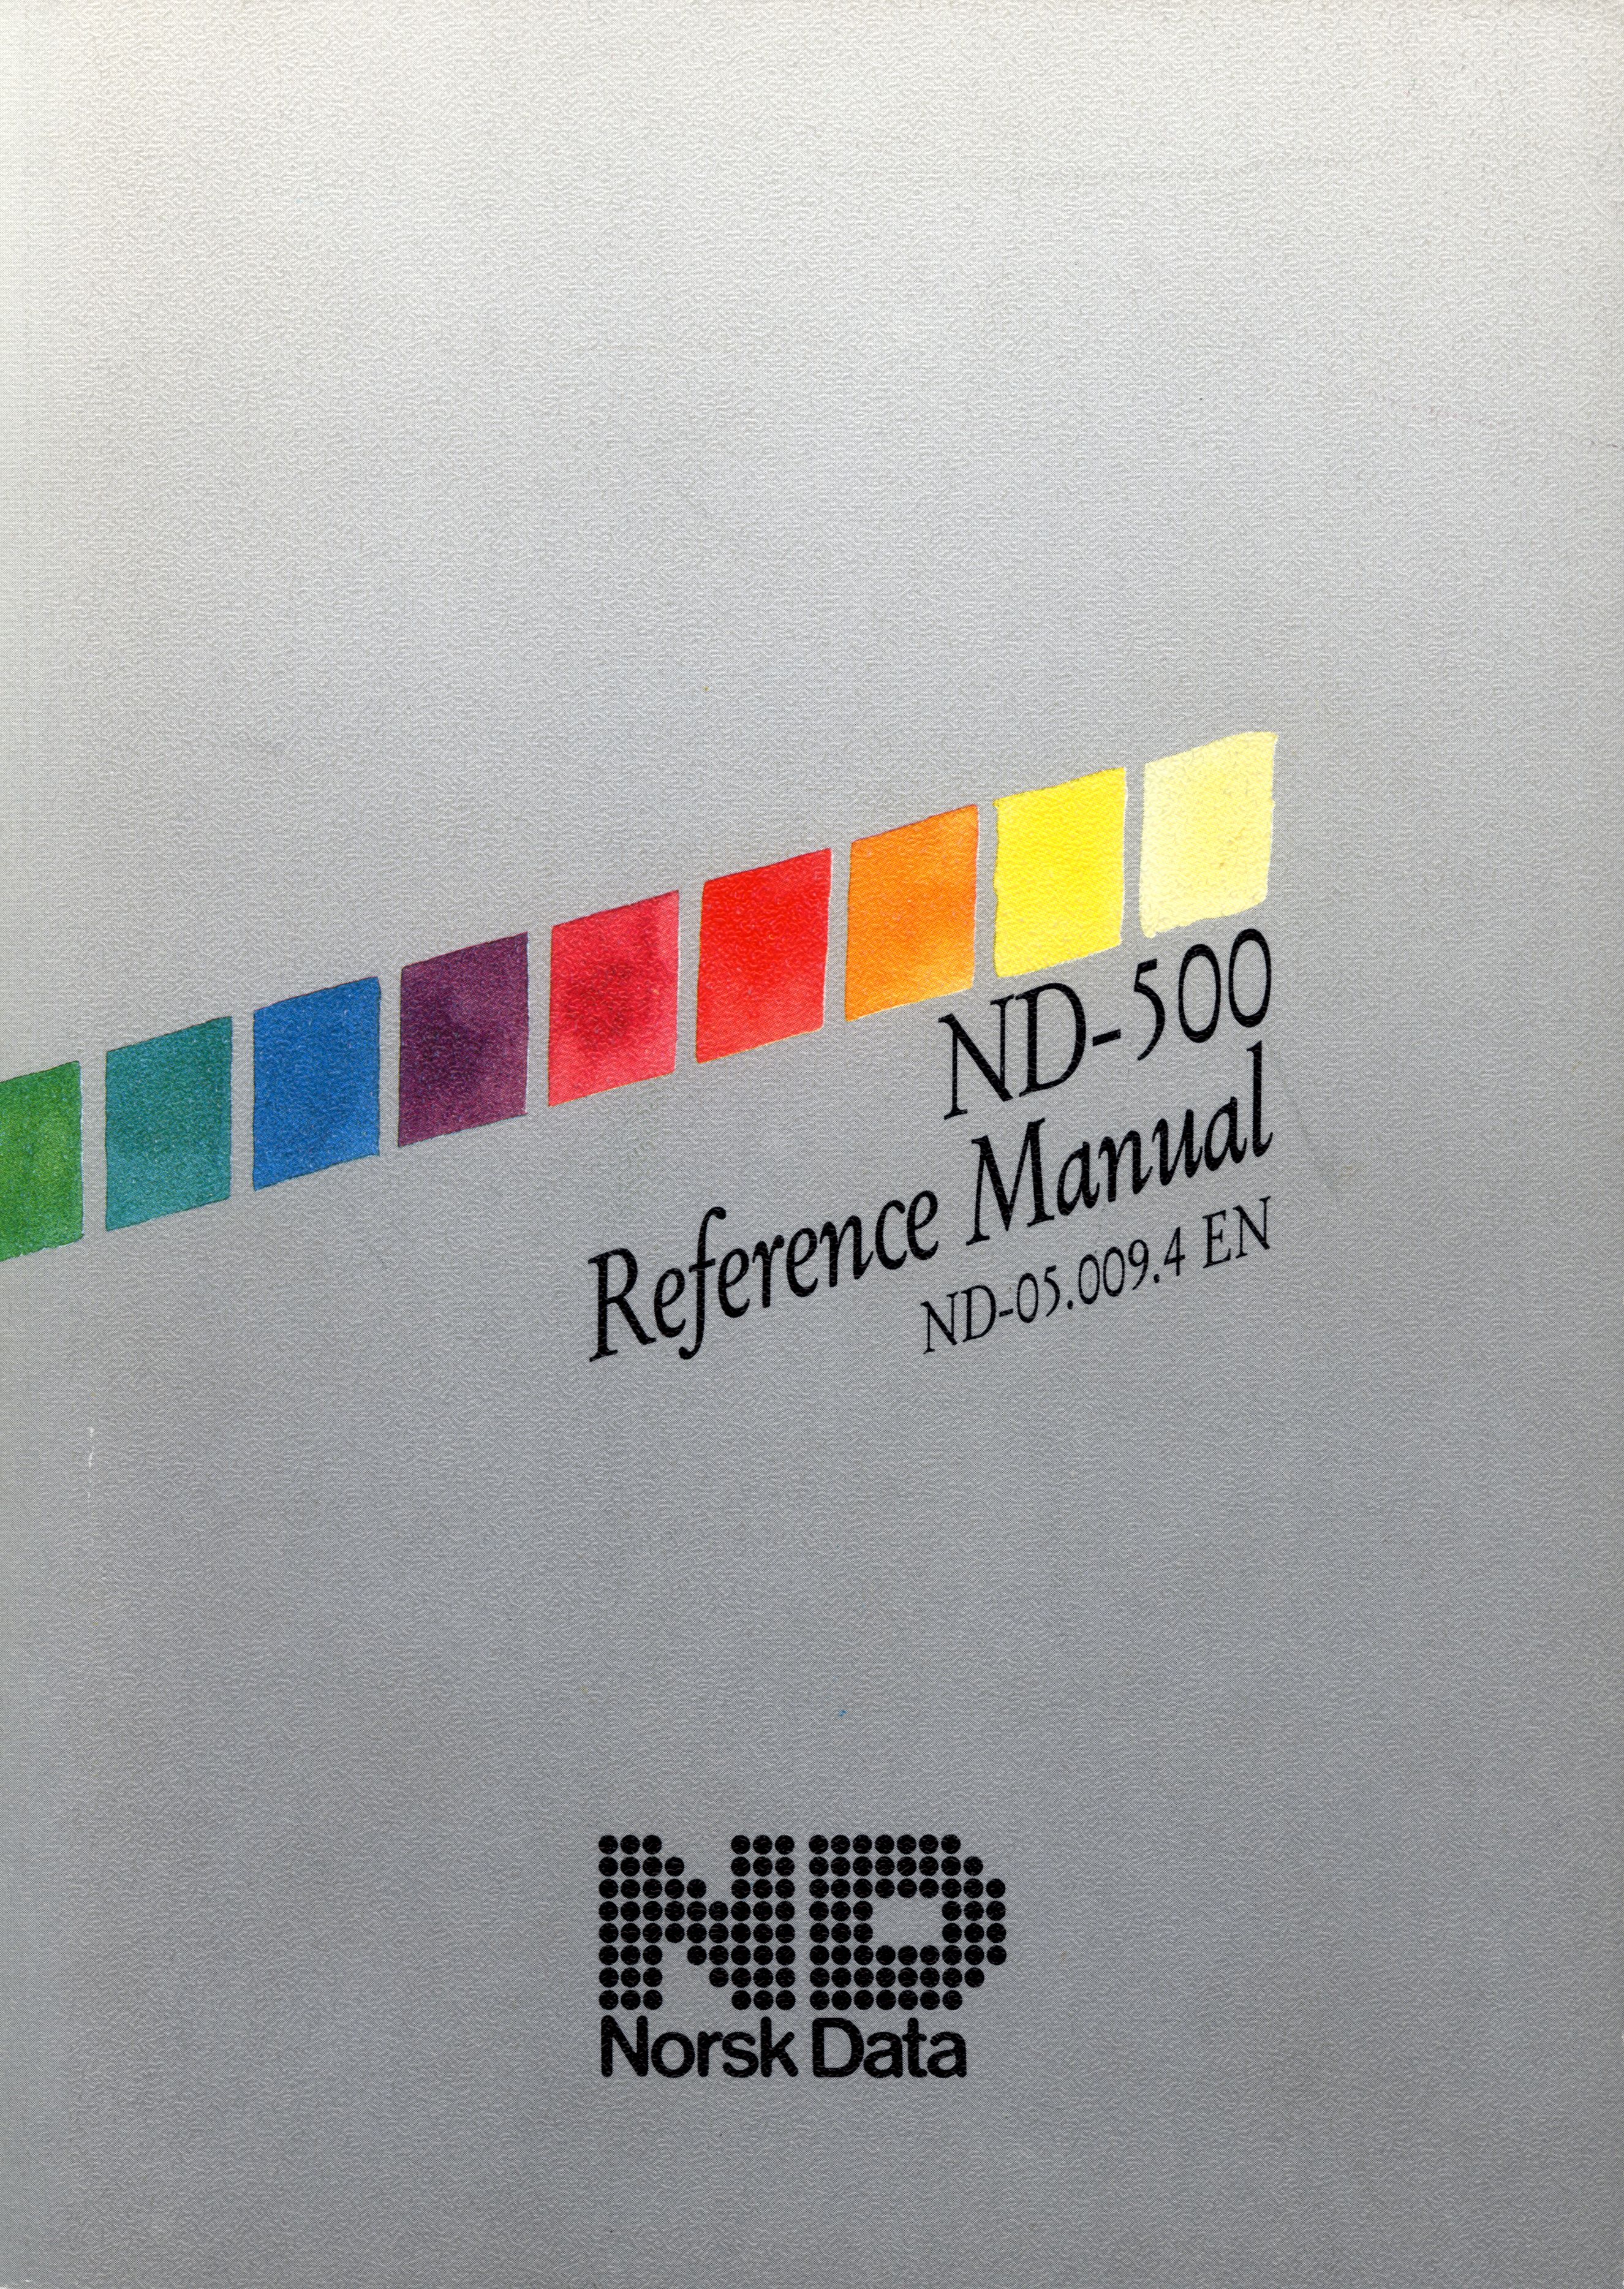 ND-500
Reference Manual
ND-05.009.4 EN
ND
Norsk Data